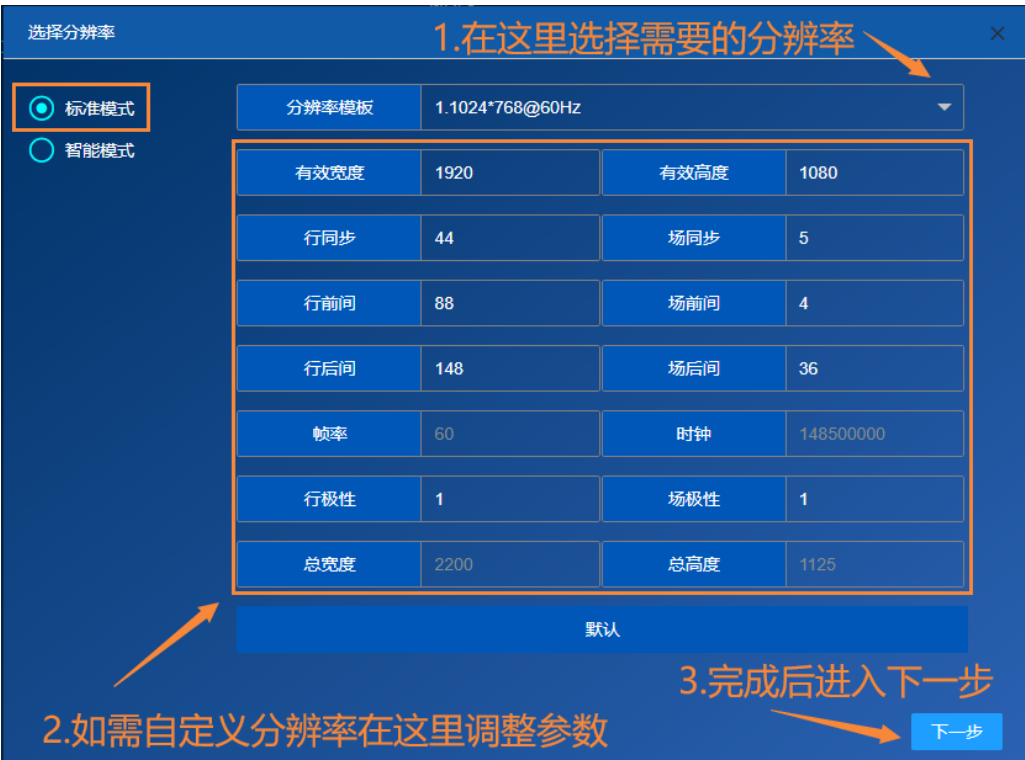 选择分辨率
1.在这里选择需要的分辨率
标准模式
智能模式
分辨率模板 1.1024*768@60Hz
有效宽度 1920 有效高度 1080
行同步 44 场同步 5
行前间 88 场前间 4
行后间 148 场后间 36
帧率 60 时钟 148500000
行极性 1 场极性 1
总宽度 2200 总高度 1125
默认
3.完成后进入下一步
2.如需自定义分辨率在这里调整参数
下一步